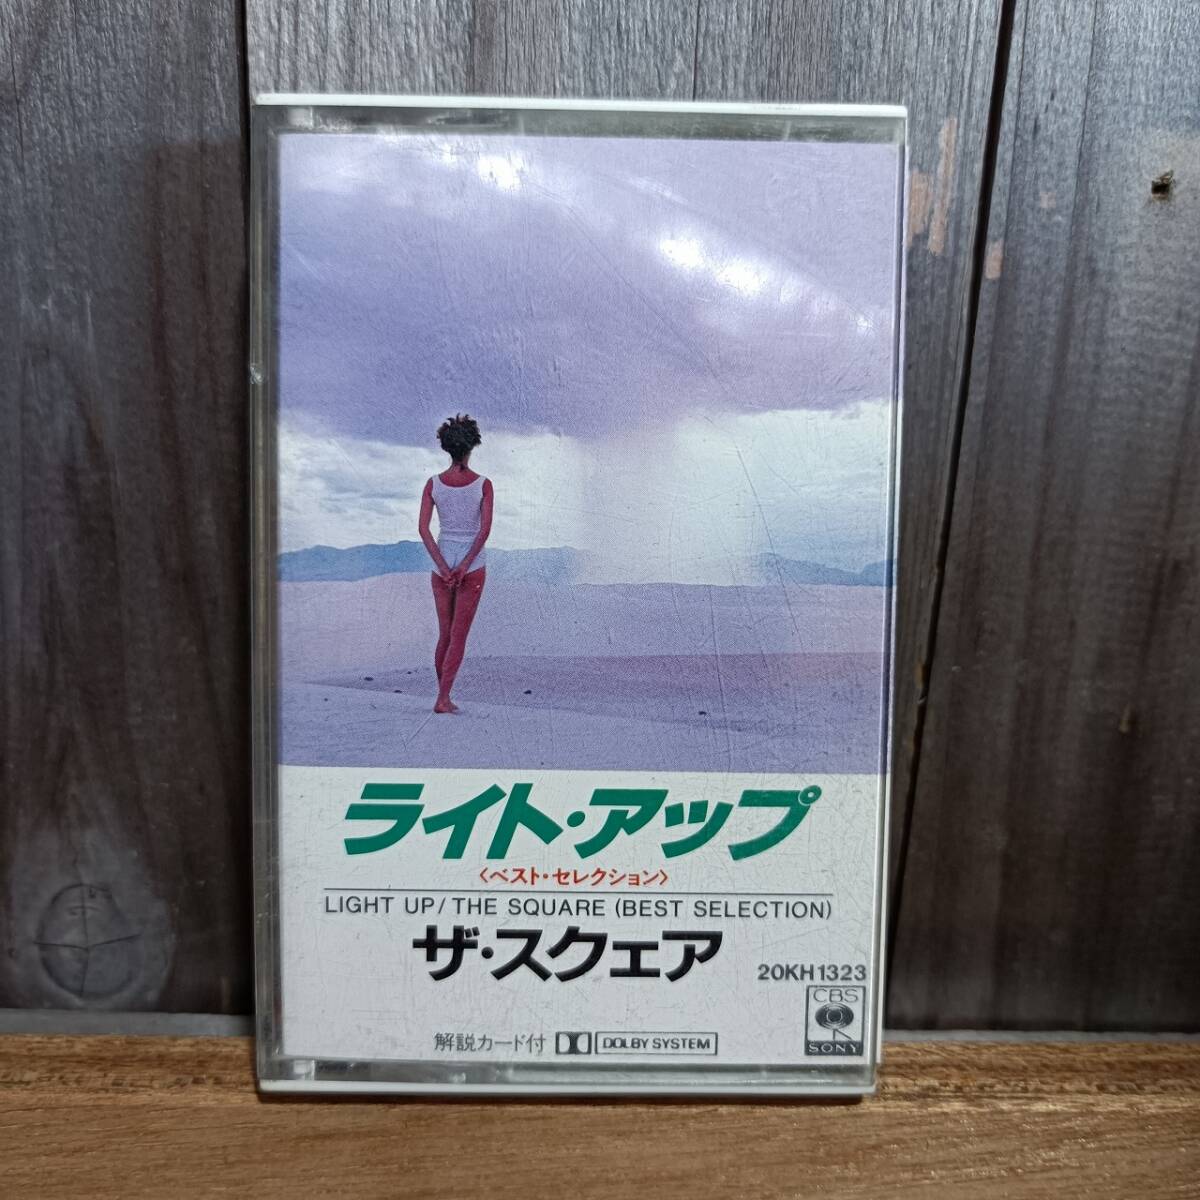 ライト・アップ
〈ベスト・セレクション〉
LIGHT UP/THE SQUARE (BEST SELECTION)
ザ・スクェア
20KH1323
CBS
SONY
解説カード付 DOLBY SYSTEM